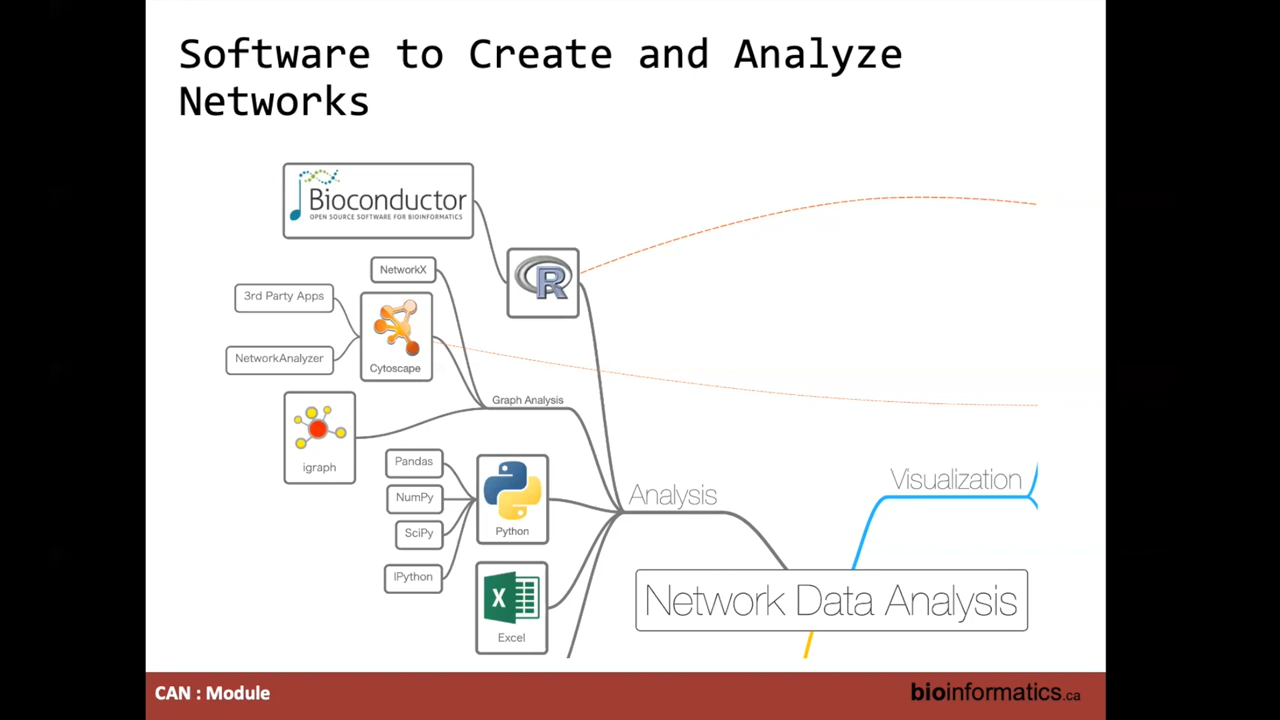 Software to Create and Analyze
Networks
Bioconductor
OPEN SOURCE SOFTWARE FOR BIOINFORMATICS
NetworkX
R
3rd Party Apps
NetworkAnalyzer
Cytoscape
Graph Analysis
igraph
Pandas
NumPy
SciPy
IPython
Python
Analysis
Visualization
X
Excel
Network Data Analysis
CAN : Module
bioinformatics.ca